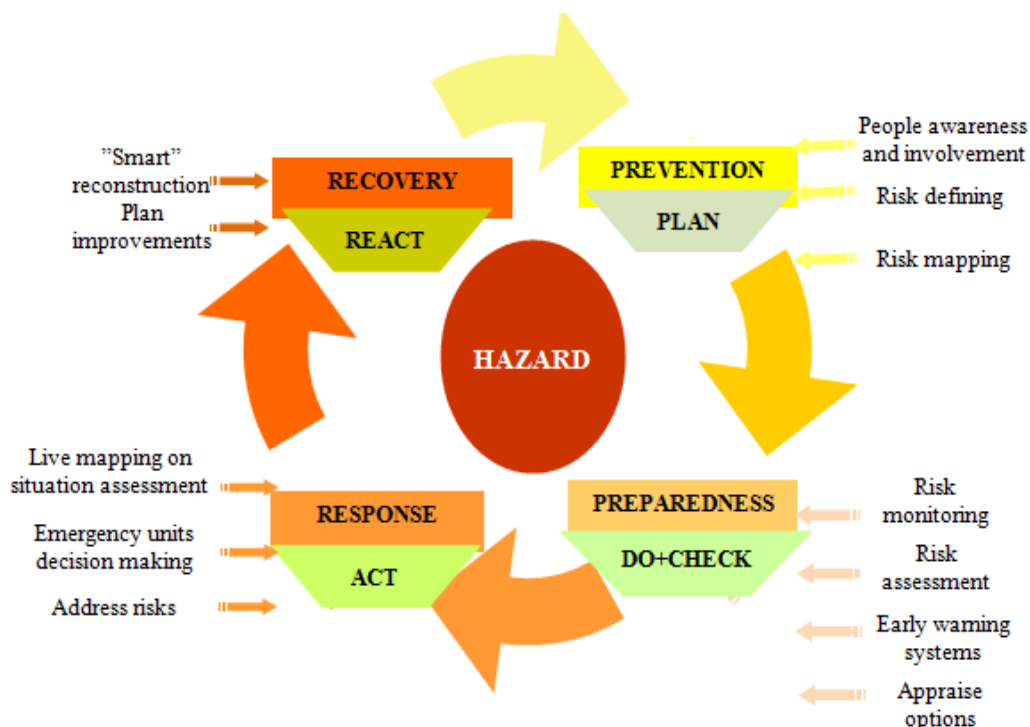 ”Smart”
reconstruction
Plan
improvements
RECOVERY
REACT
PREVENTION
PLAN
People awareness
and involvement
Risk defining
Risk mapping
HAZARD
Live mapping on
situation assessment
Emergency units
decision making
Address risks
RESPONSE
ACT
PREPAREDNESS
DO+CHECK
Risk
monitoring
Risk
assessment
Early warning
systems
Appraise
options